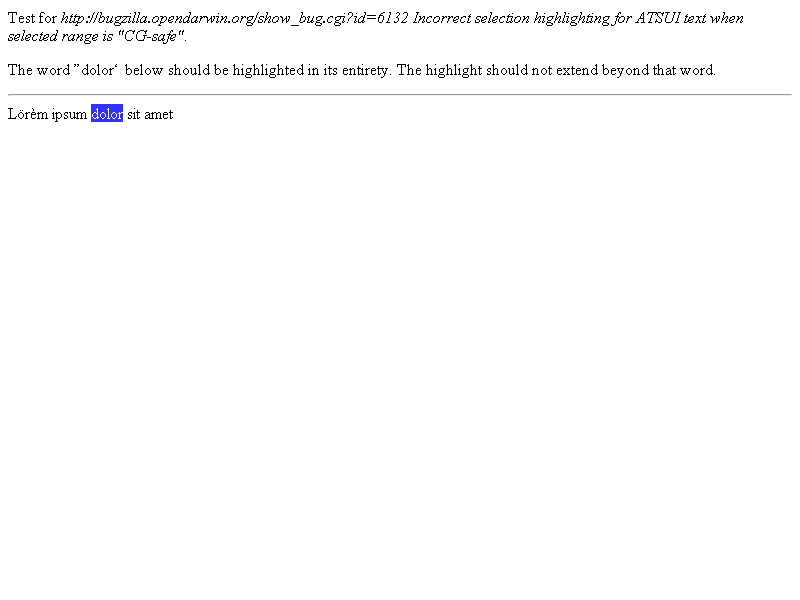 Test for http://bugzilla.opendarwin.org/show_bug.cgi?id=6132 Incorrect selection highlighting for ATSUI text when
selected range is "CG-safe".
The word ”dolor‘ below should be highlighted in its entirety. The highlight should not extend beyond that word.
Lörèm ipsum dolor sit amet